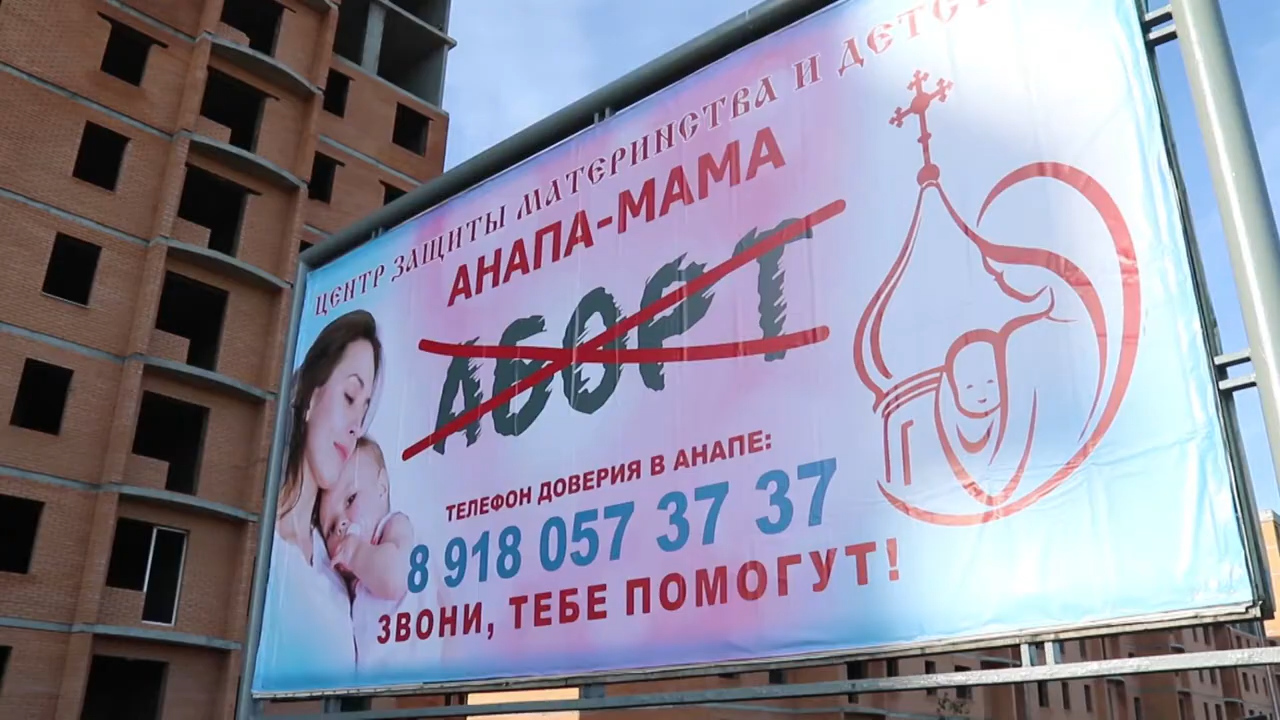 ЦЕНТР ЗАЩИТЫ МАТЕРИНСТВА И ДЕТСТ
АНАПА-МАМА
АБОРТ
ТЕЛЕФОН ДОВЕРИЯ В АНАПЕ:
8 918 057 37 37
ЗВОНИ, ТЕБЕ ПОМОГУТ!